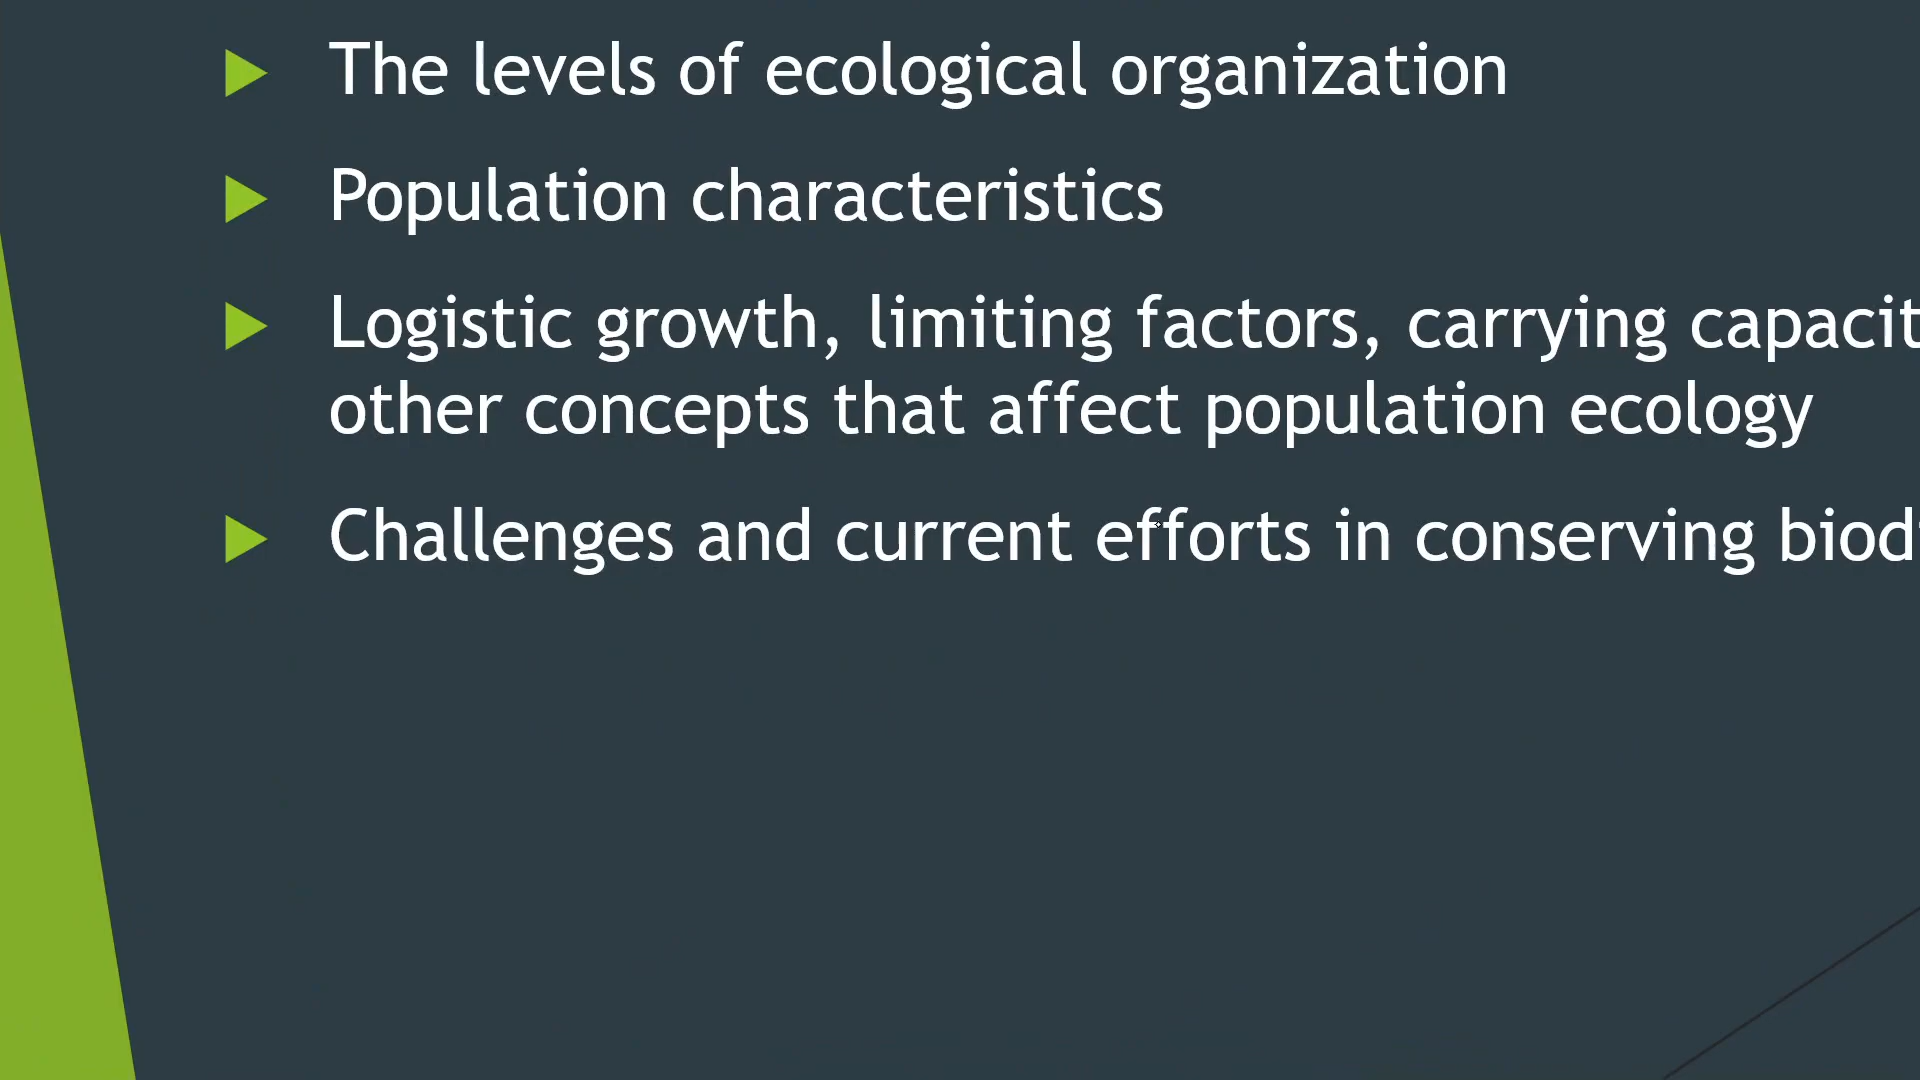 The levels of ecological organization
Population characteristics
Logistic growth, limiting factors, carrying capacit
other concepts that affect population ecology
Challenges and current efforts in conserving biod